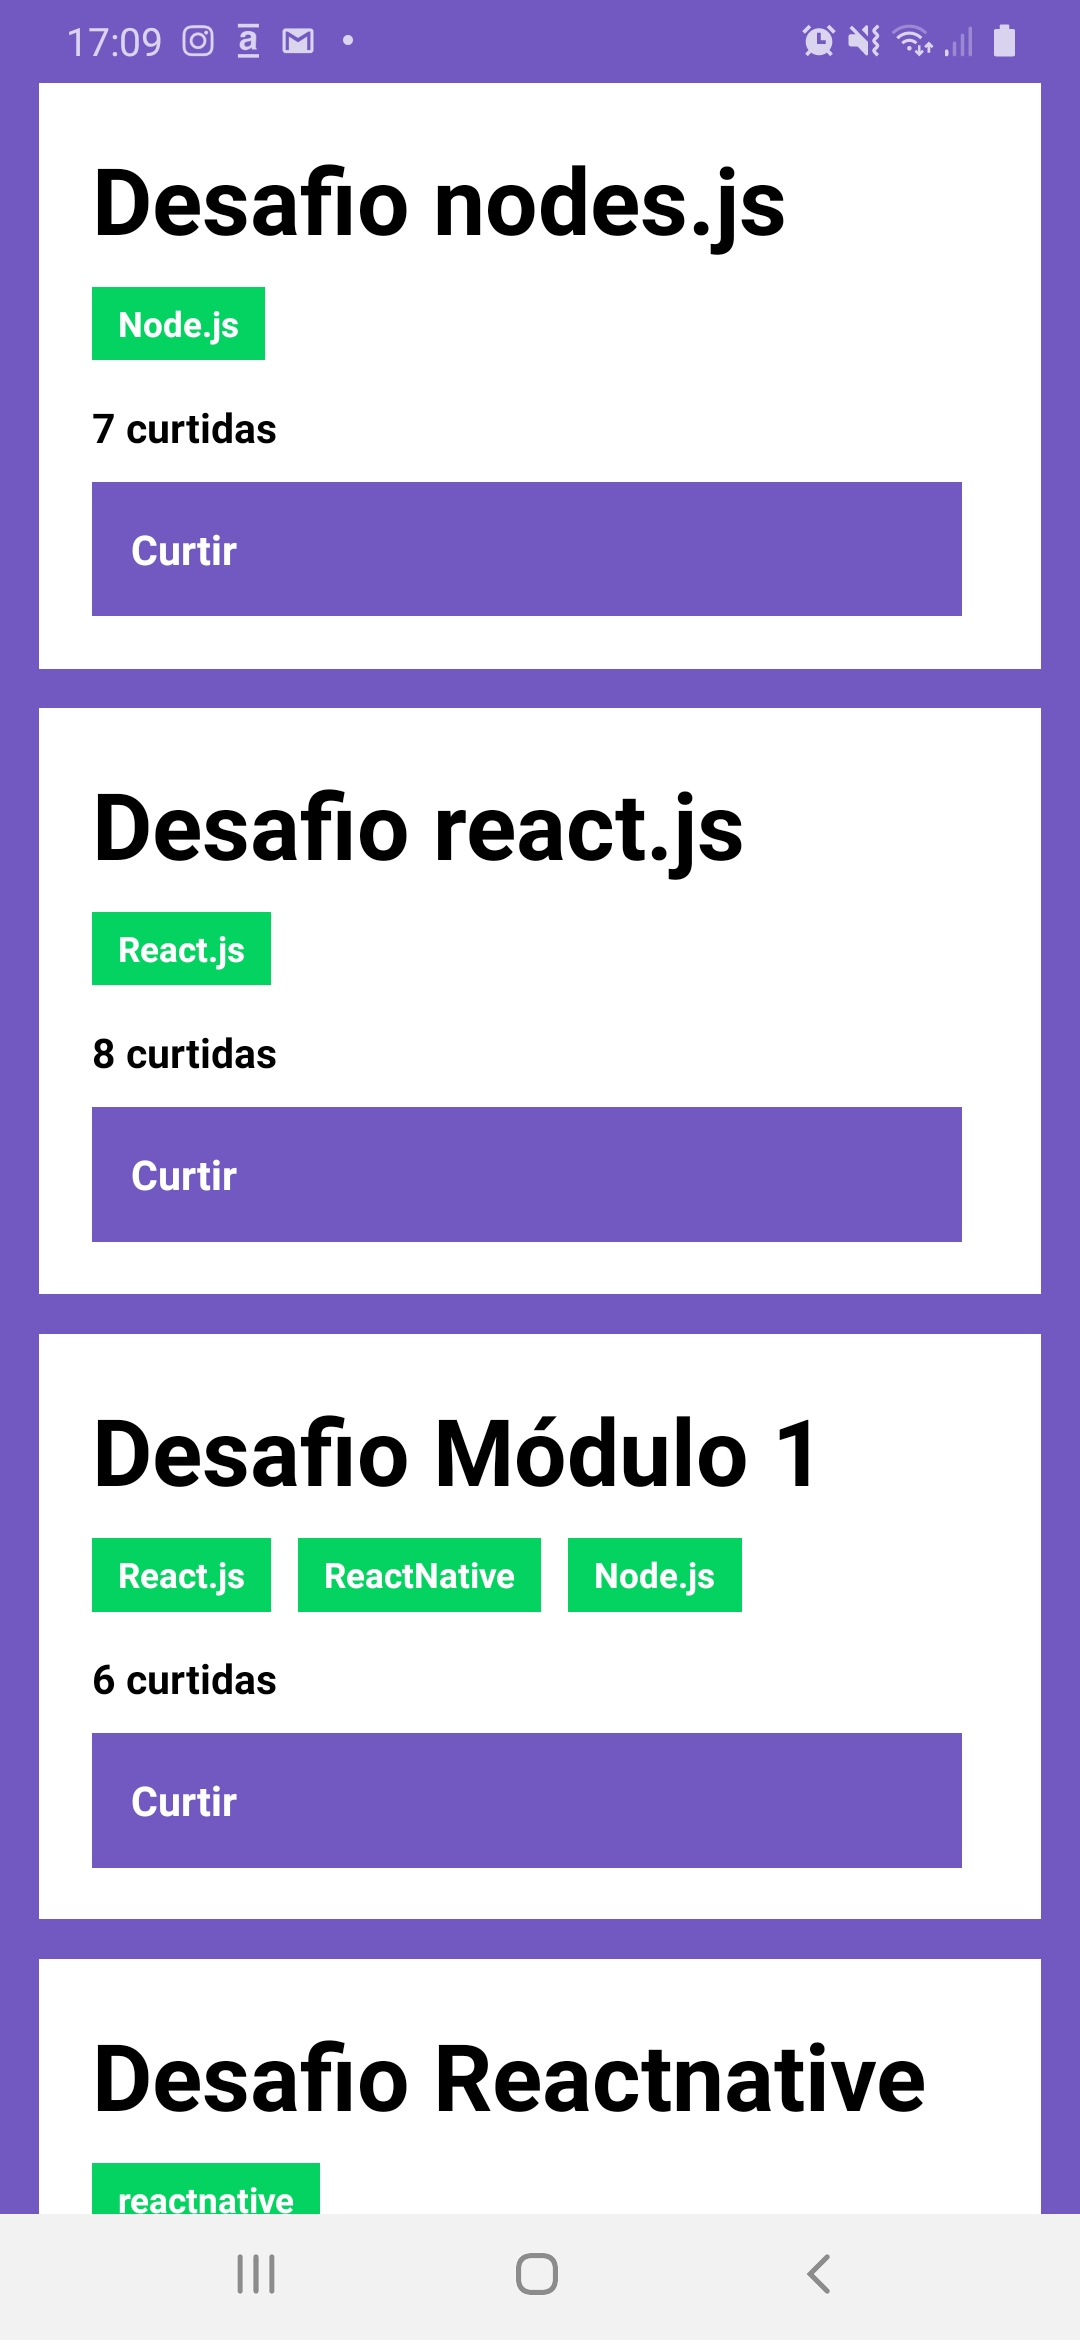 17:09
Desafio nodes.js
Node.js
7 curtidas
Curtir
Desafio react.js
React.js
8 curtidas
Curtir
Desafio Módulo 1
React.js ReactNative Node.js
6 curtidas
Curtir
Desafio Reactnative
reactnative